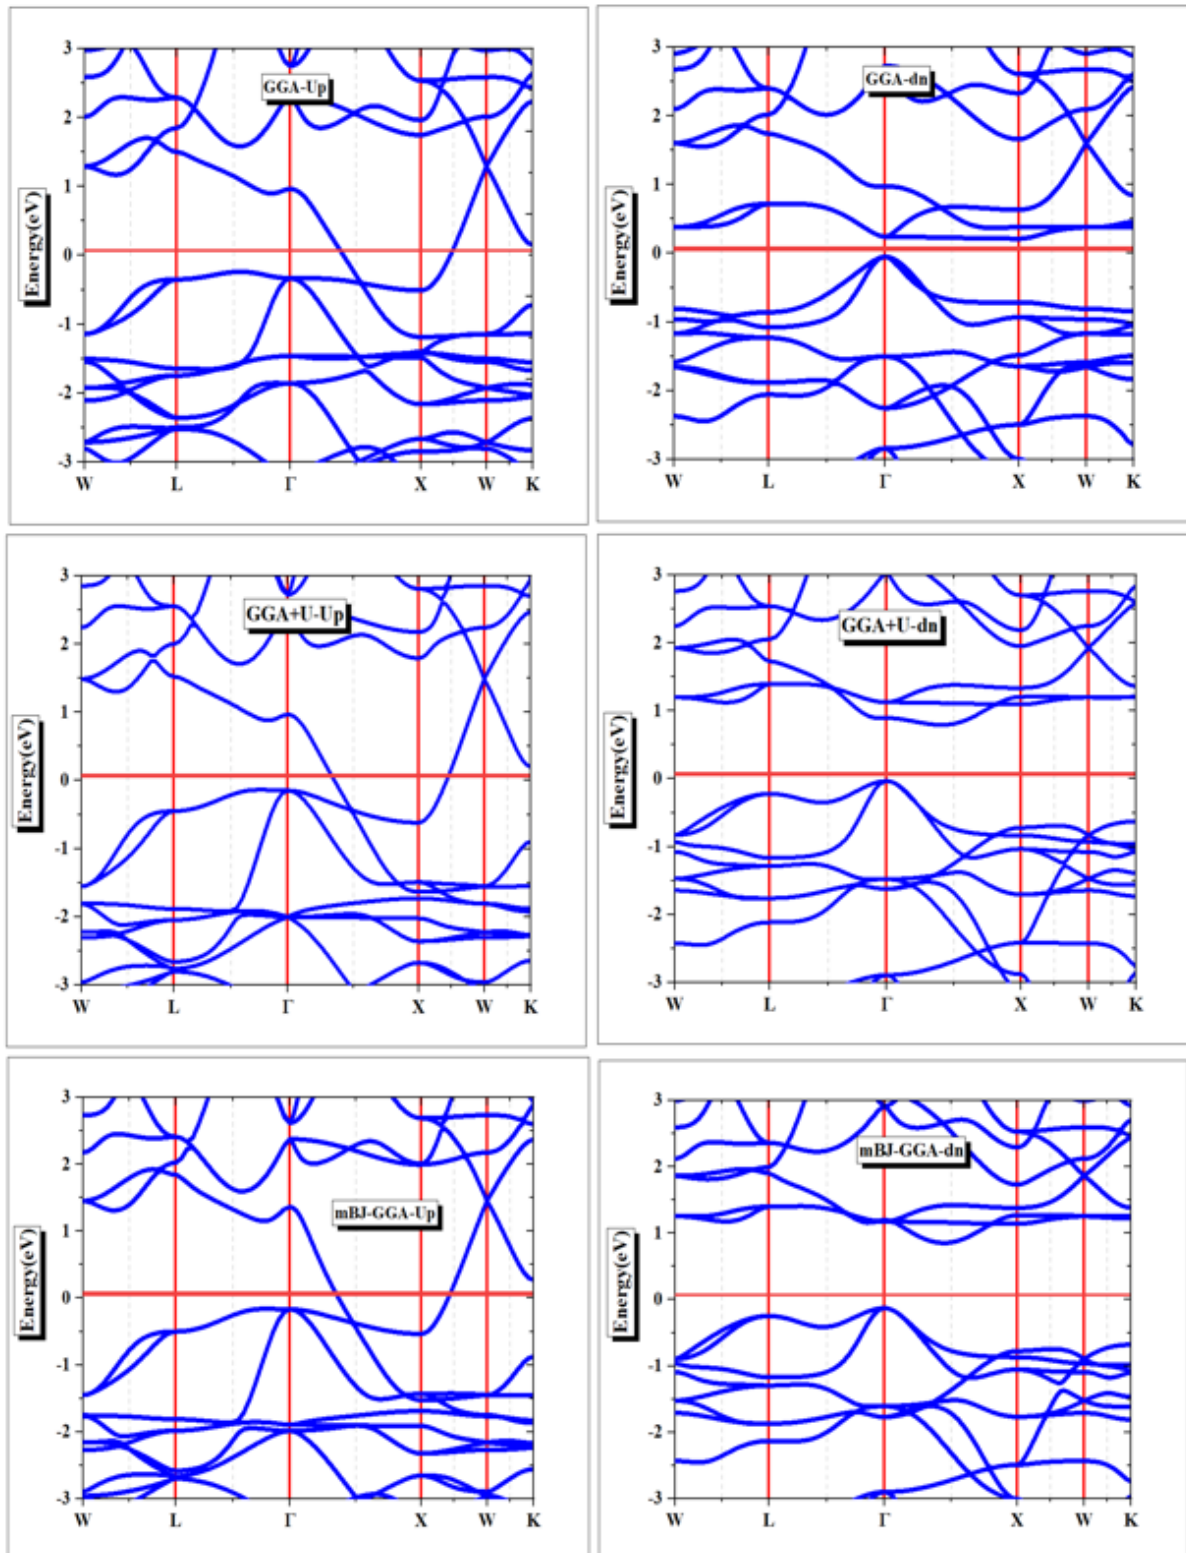 GGA-Up
Energy(eV)
3
2
1
0
-1
-2
-3
W L Γ X W K
GGA-dn
Energy(eV)
3
2
1
0
-1
-2
-3
W L Γ X W K
GGA+U-Up
Energy(eV)
3
2
1
0
-1
-2
-3
W L Γ X W K
GGA+U-dn
Energy(eV)
3
2
1
0
-1
-2
-3
W L Γ X W K
mBJ-GGA-Up
Energy(eV)
3
2
1
0
-1
-2
-3
W L Γ X W K
mBJ-GGA-dn
Energy(eV)
3
2
1
0
-1
-2
-3
W L Γ X W K